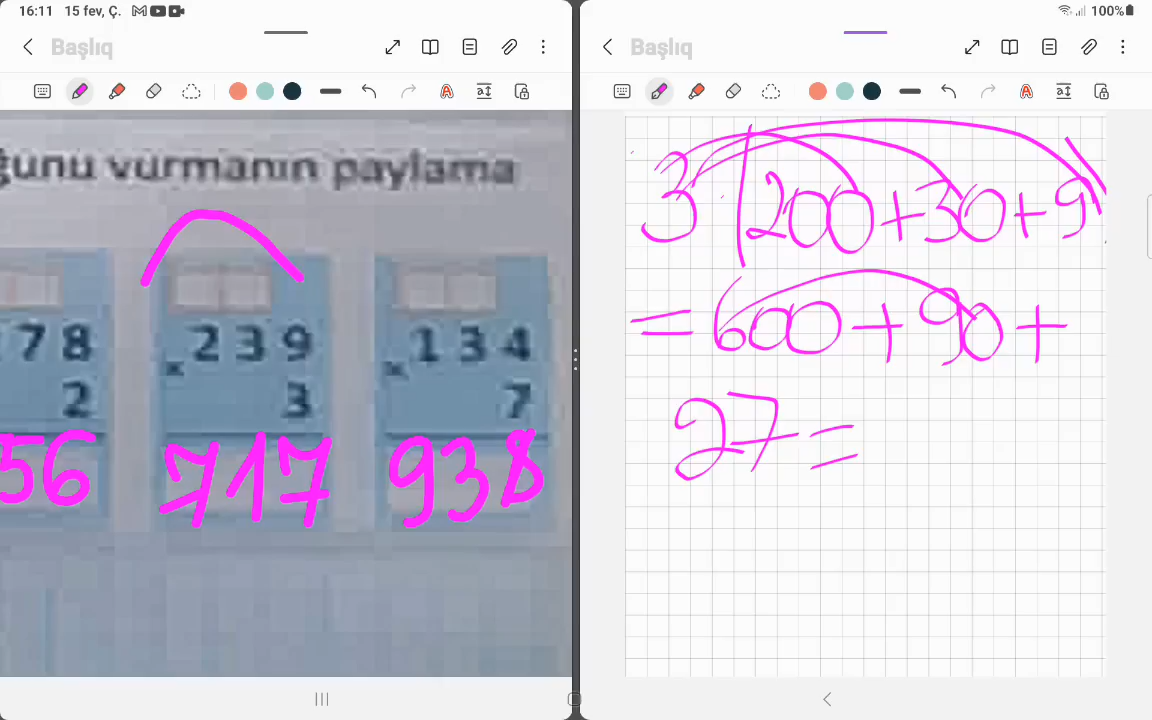 16:11 15 fev, Ç.
100%
Başlıq
Başlıq
ğunu vurmanın paylama
78
x 239
x 134
2
3
7
56
717
938
3 (200+30+9)
=600+90+
27=